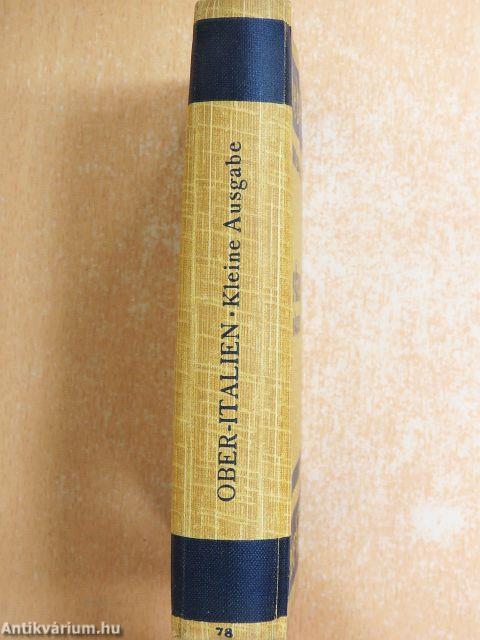 OBER-ITALIEN · Kleine Ausgabe
78
Antikvárium.hu